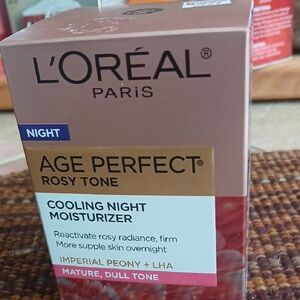 L'ORÉAL®
PARIS
NIGHT
AGE PERFECT®
ROSY TONE
COOLING NIGHT
MOISTURIZER
Reactivate rosy radiance, firm
More supple skin overnight
IMPERIAL PEONY + LHA
MATURE, DULL TONE